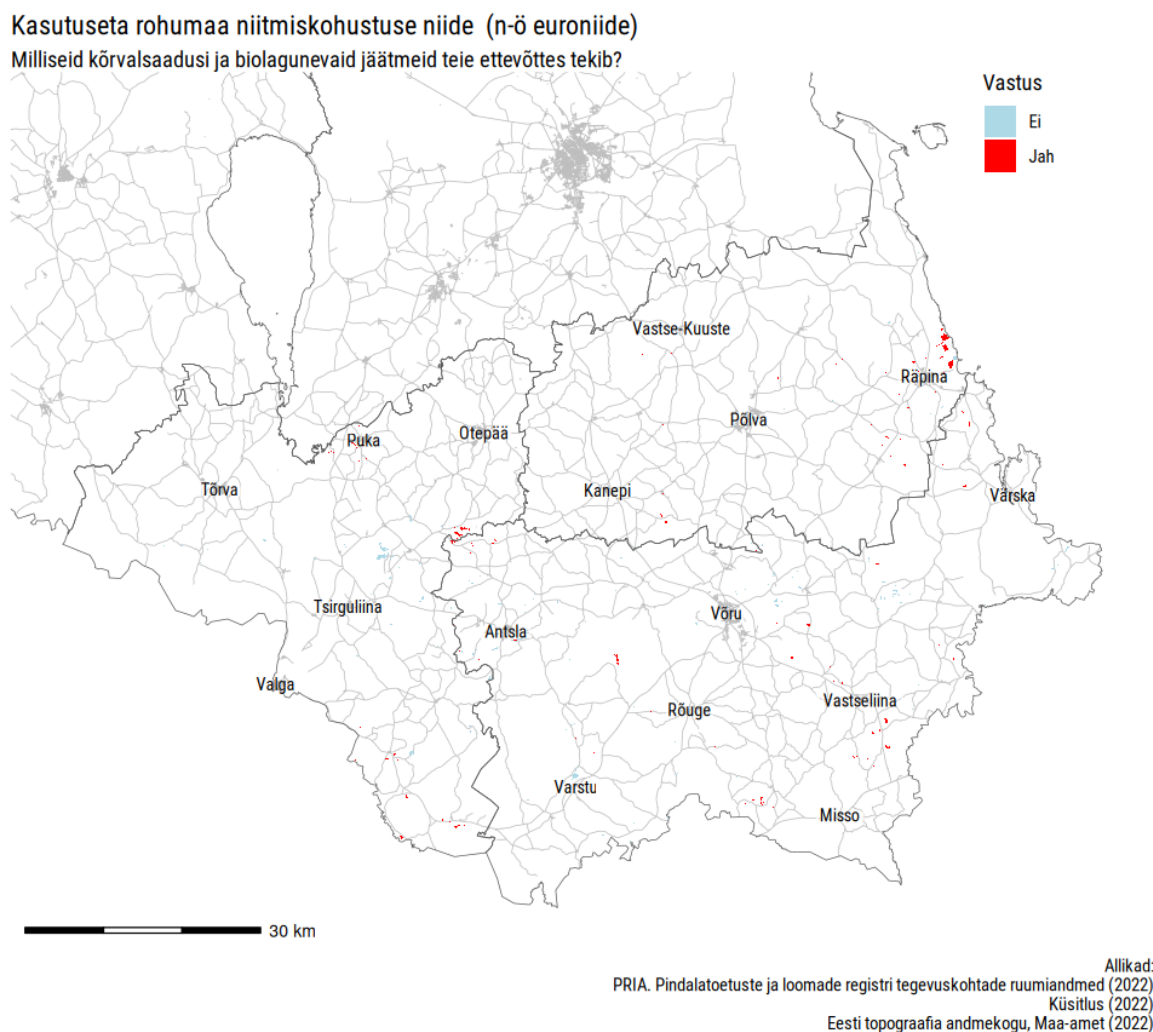 Kasutuseta rohumaa niitmiskohustuse niide (n-ö euroniide)
Milliseid kõrvalsaadusi ja biolagunevaid jäätmeid teie ettevõttes tekib?
Vastus
Ei
Jah
Vastse-Kuuste
Räpina
Põlva
Otepää
Puka
Tõrva
Kanepi
Värska
Tsirguliina
Võru
Antsla
Valga
Vastseliina
Rõuge
Varstu
Misso
30 km
Allikad:
PRIA. Pindalatoetuste ja loomade registri tegevuskohtade ruumiandmed (2022)
Küsitlus (2022)
Eesti topograafia andmekogu, Maa-amet (2022)